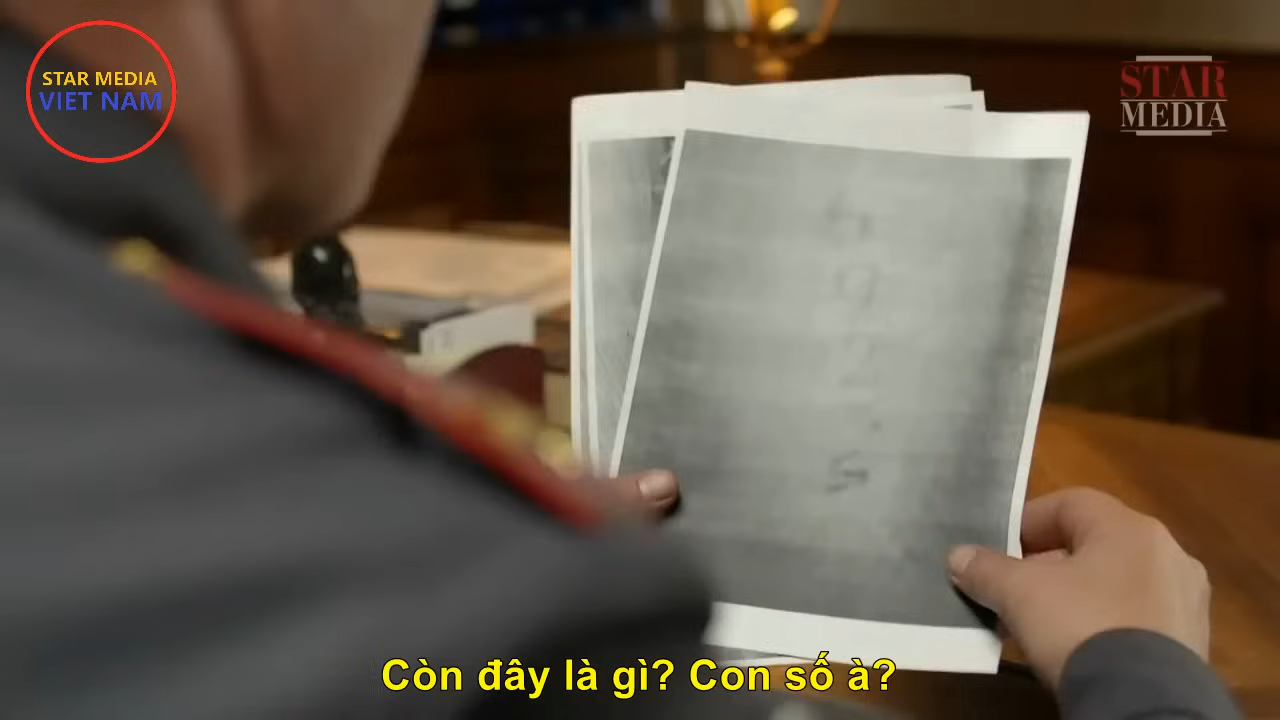 STAR MEDIA
VIET NAM
STAR
MEDIA
Còn đây là gì? Con số à?